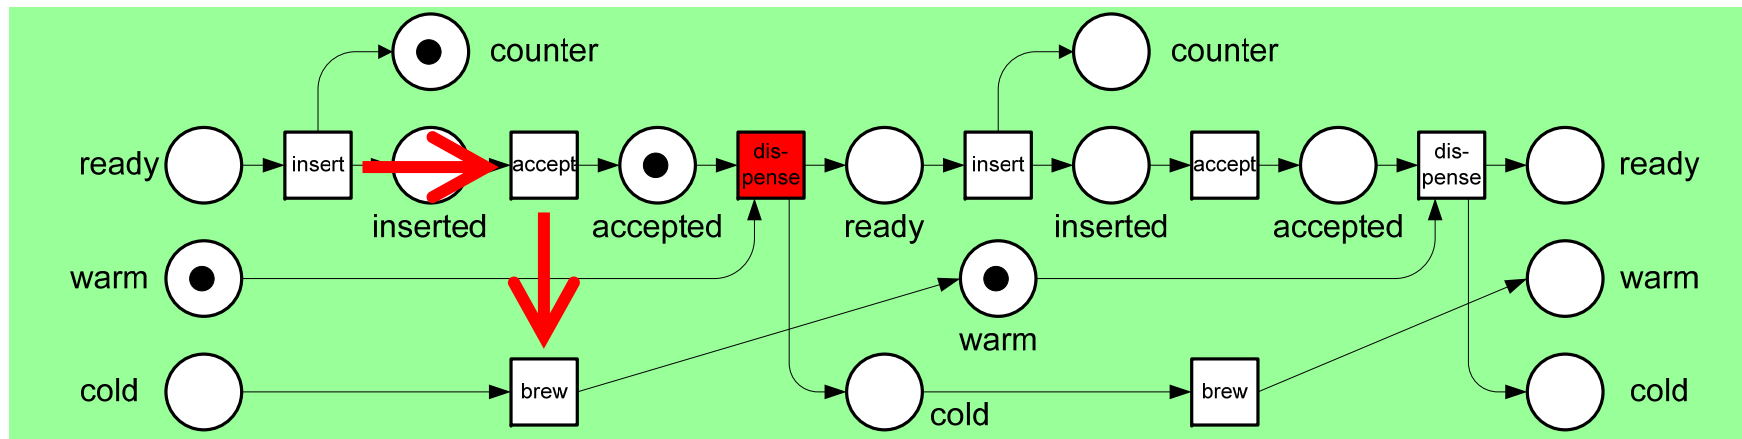 counter
counter
ready
insert
accept
dis-
pense
insert
accept
dis-
pense
ready
inserted
accepted
ready
inserted
accepted
warm
warm
warm
cold
brew
cold
brew
cold